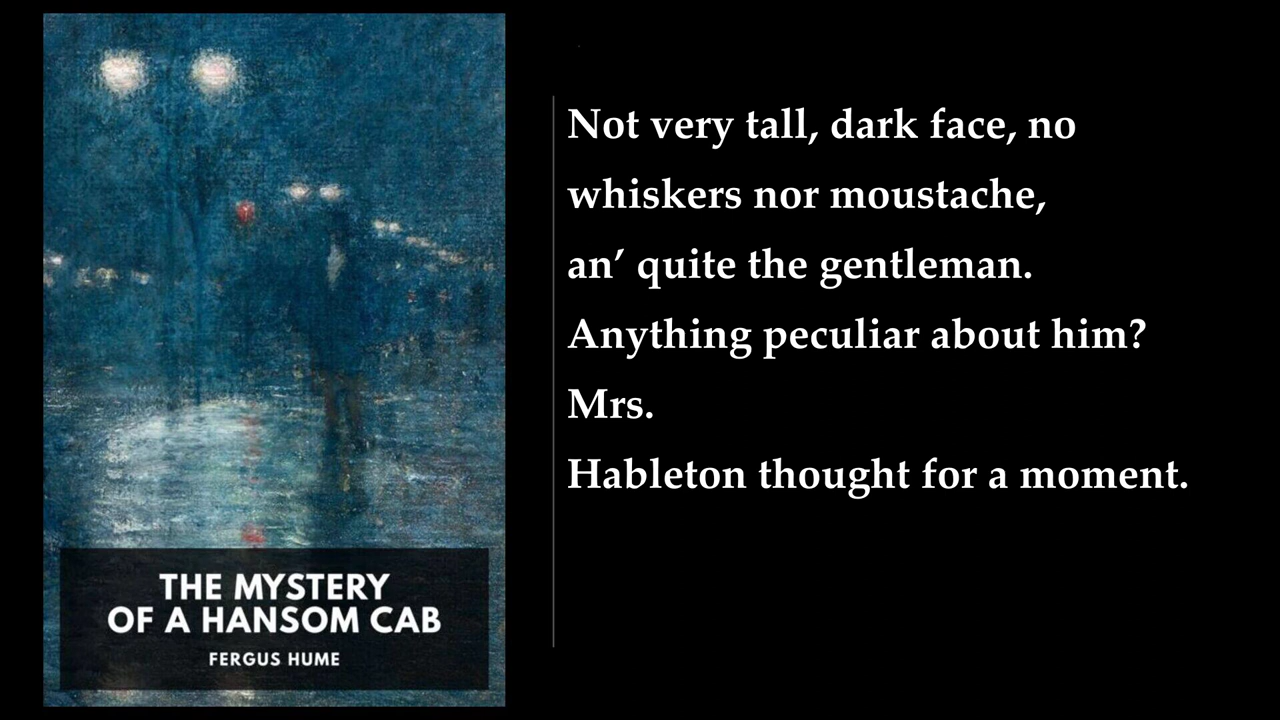 Not very tall, dark face, no
whiskers nor moustache,
an’ quite the gentleman.
Anything peculiar about him?
Mrs.
Hableton thought for a moment.
THE MYSTERY
OF A HANSOM CAB
FERGUS HUME